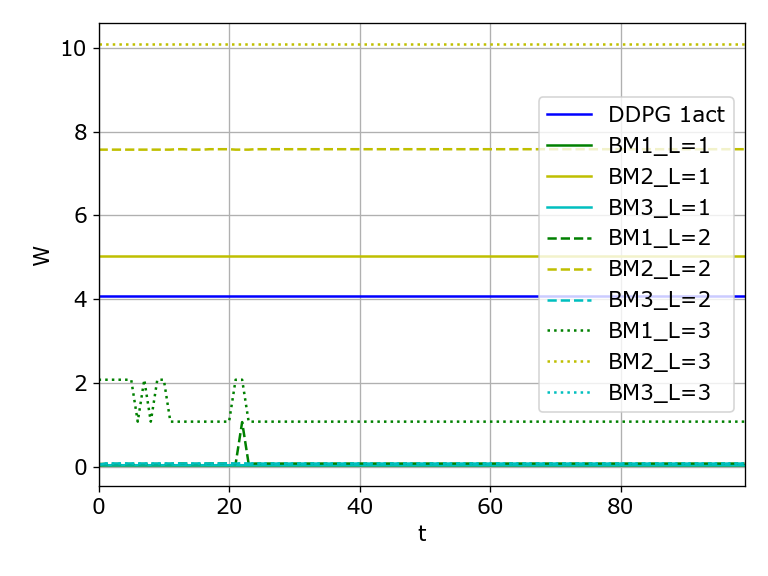 10
8
6
4
2
0
W
0 20 40 60 80
t
DDPG 1act
BM1_L=1
BM2_L=1
BM3_L=1
BM1_L=2
BM2_L=2
BM3_L=2
BM1_L=3
BM2_L=3
BM3_L=3